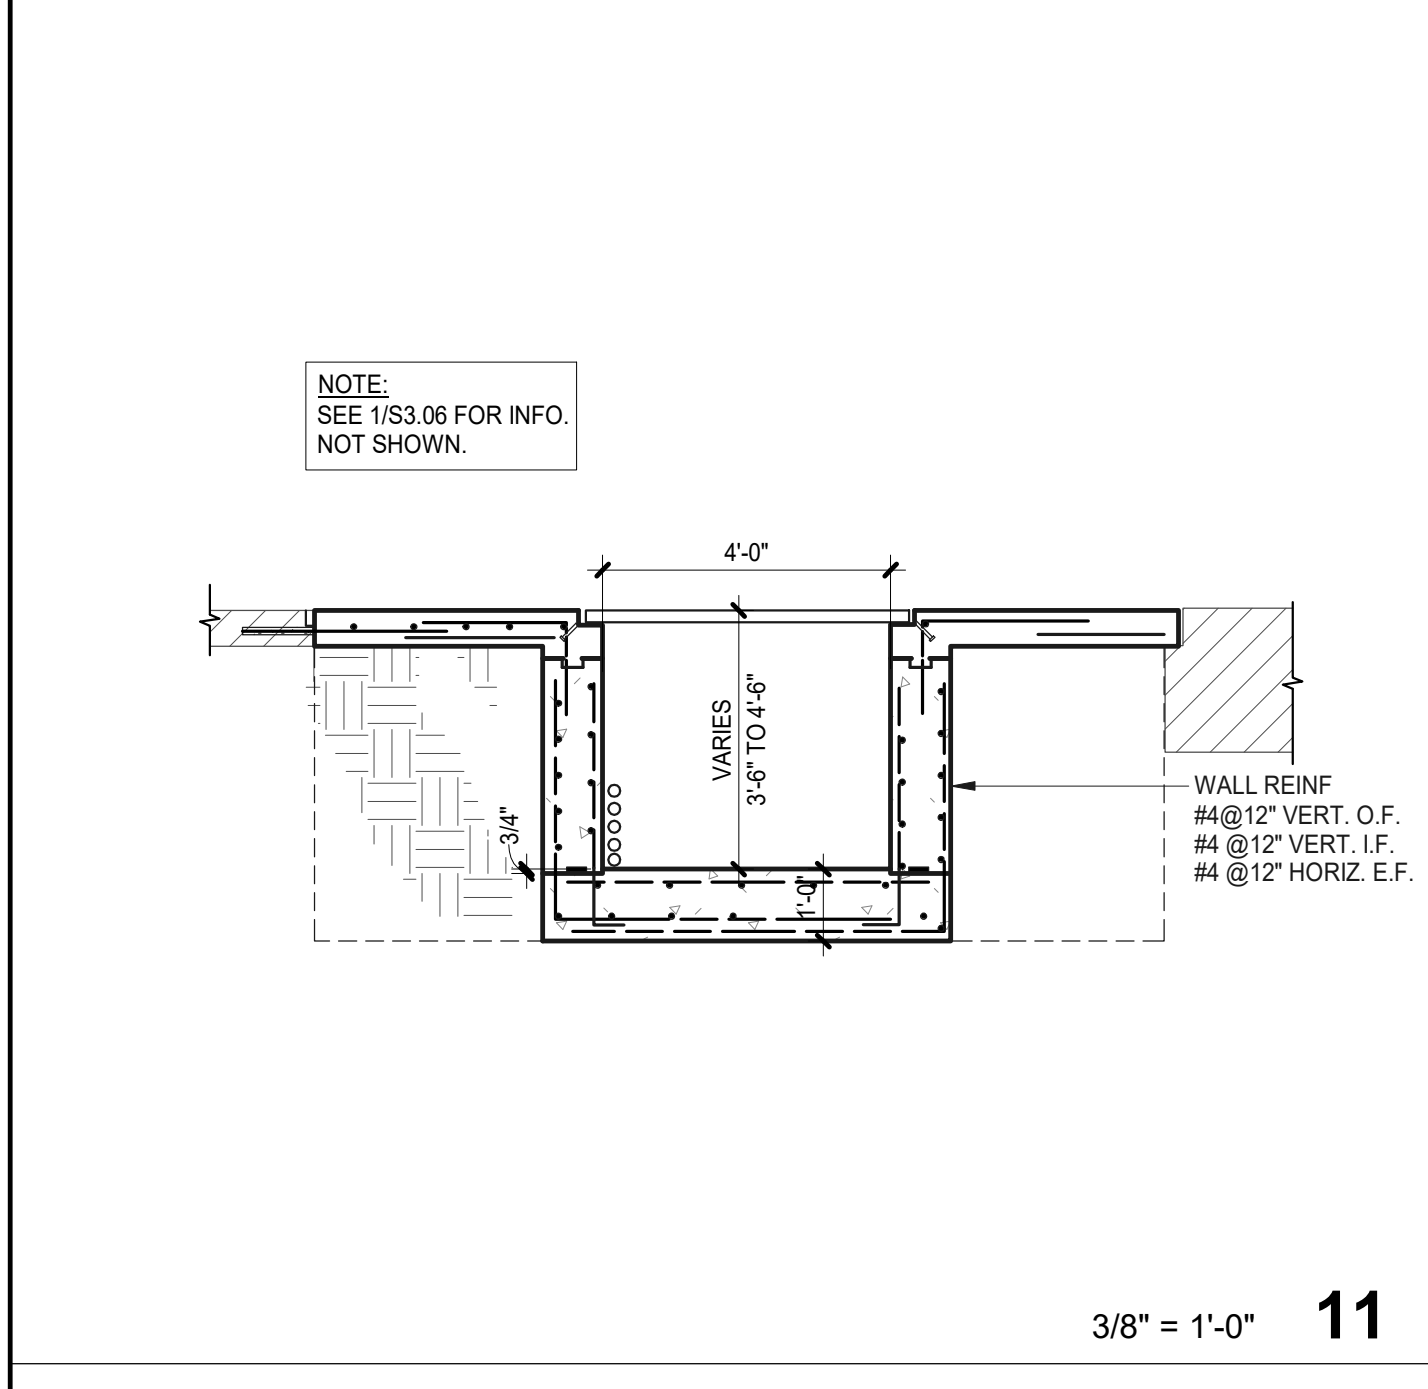 NOTE:
SEE 1/S3.06 FOR INFO.
NOT SHOWN.
4'-0"
VARIES
3'-6" TO 4'-6"
3/4"
1'-0"
WALL REINF
#4@12" VERT. O.F.
#4 @12" VERT. I.F.
#4 @12" HORIZ. E.F.
3/8" = 1'-0"
11